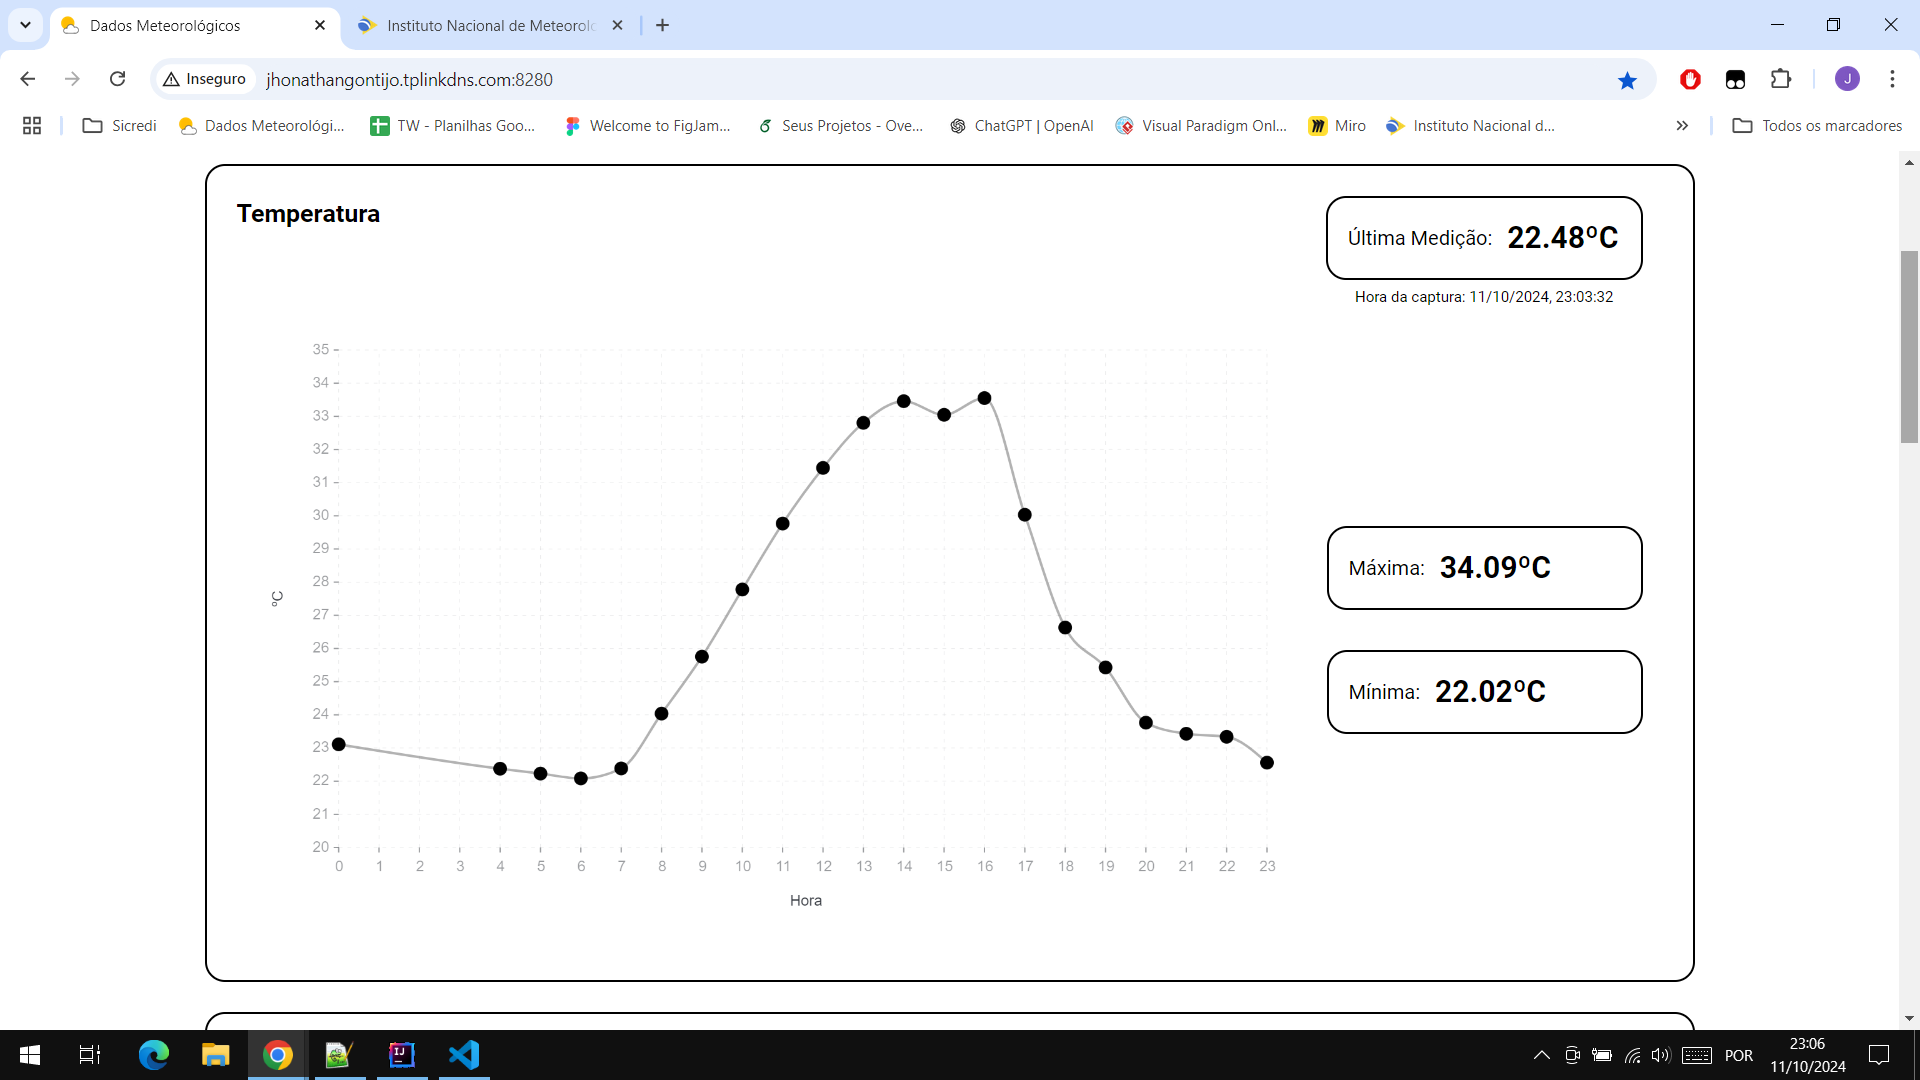 Dados Meteorológicos
Instituto Nacional de Meteorolo
Inseguro
jhonathangontijo.tplinkdns.com:8280
J
Sicredi
Dados Meteorológi...
TW - Planilhas Goo...
Welcome to FigJam...
Seus Projetos - Ove...
ChatGPT | OpenAI
Visual Paradigm Onl...
Miro
Instituto Nacional d...
Todos os marcadores
Temperatura
Última Medição: 22.48ºC
Hora da captura: 11/10/2024, 23:03:32
35
34
33
32
31
30
29
28
27
26
25
24
23
22
21
20
ºC
0 1 2 3 4 5 6 7 8 9 10 11 12 13 14 15 16 17 18 19 20 21 22 23
Hora
Máxima: 34.09ºC
Mínima: 22.02ºC
IJ
POR
23:06
11/10/2024